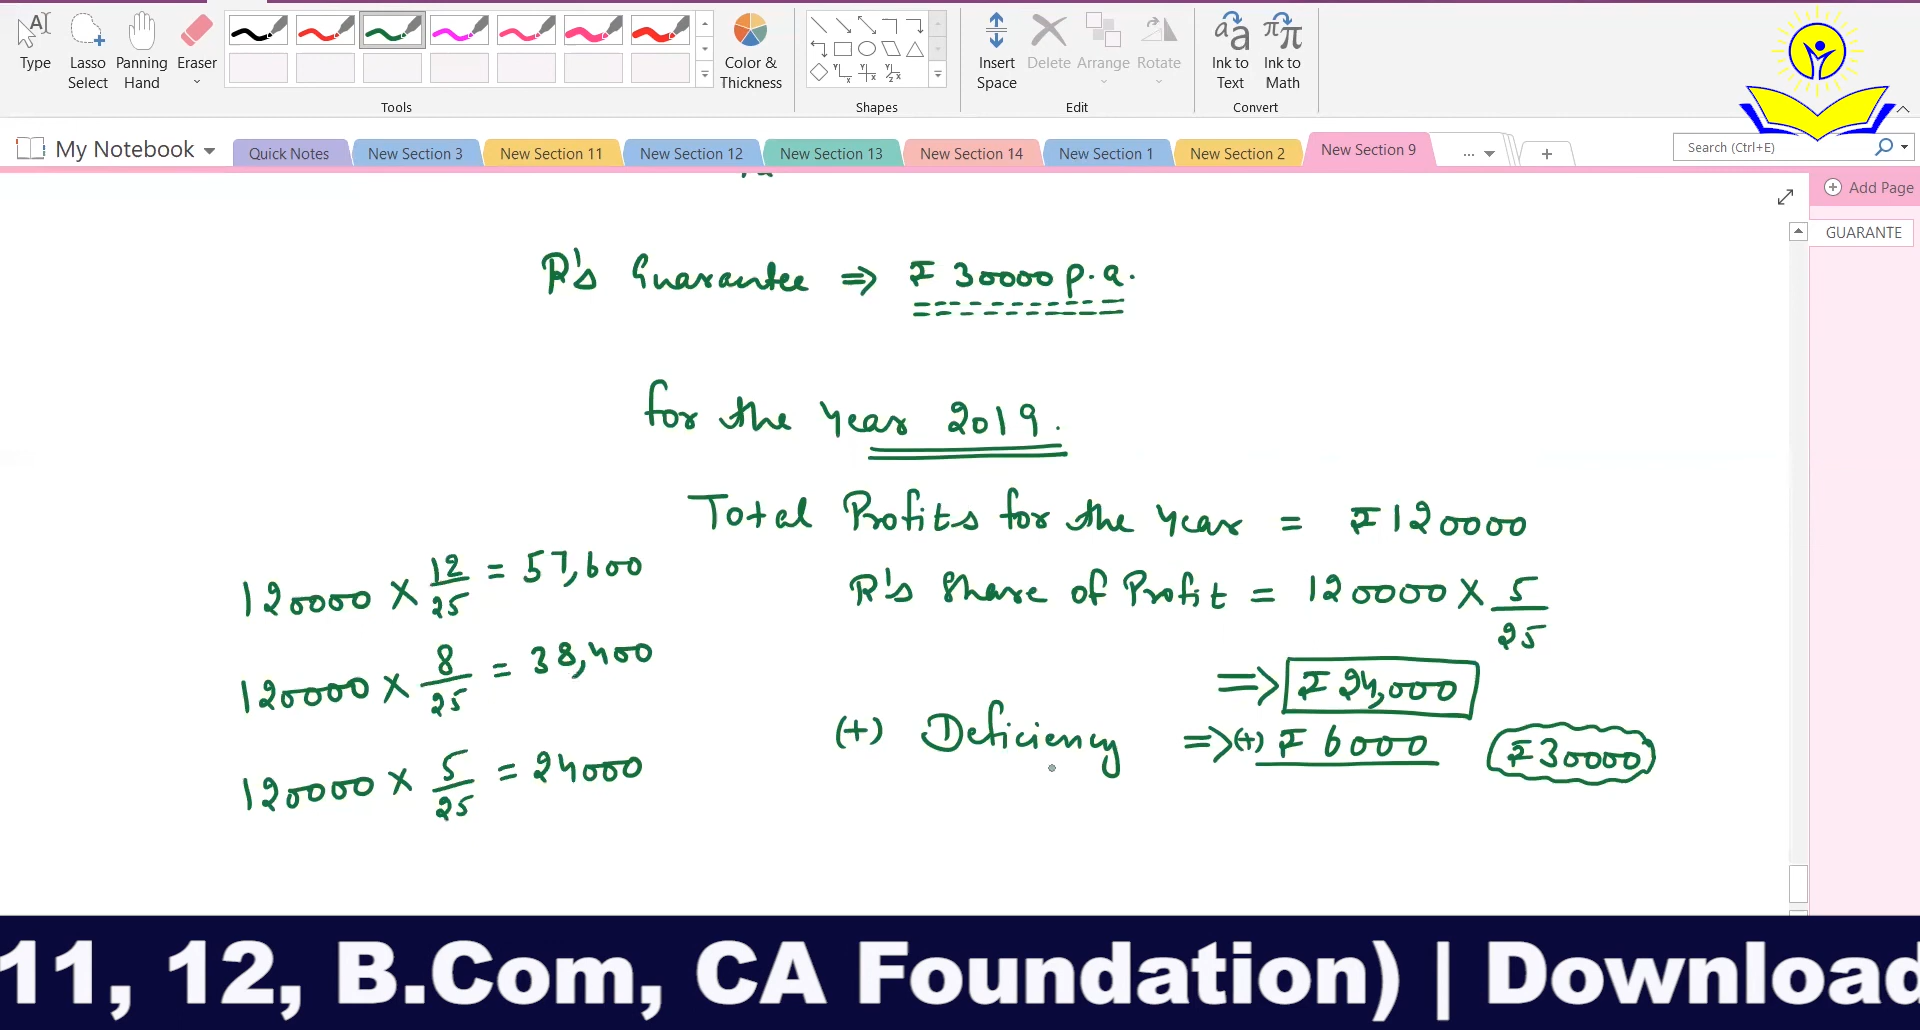 Type
Lasso Select
Panning Hand
Eraser
Color & Thickness
Insert Space
Delete
Arrange
Rotate
Ink to Text
Ink to Math
Tools
Shapes
Edit
Convert
My Notebook
Quick Notes
New Section 3
New Section 11
New Section 12
New Section 13
New Section 14
New Section 1
New Section 2
New Section 9
...
Search (Ctrl+E)
Add Page
GUARANTE
R's Guarantee ⇒ ₹ 30000 p.a.
for the year 2019.
Total Profits for the year = ₹ 120000
R's Share of Profit = 120000 × 5/25
⇒ ₹ 24,000
(+) Deficiency ⇒ (+) ₹ 6000 ₹ 30000
120000 × 12/25 = 57,600
120000 × 8/25 = 38,400
120000 × 5/25 = 24000
11, 12, B.Com, CA Foundation) | Download